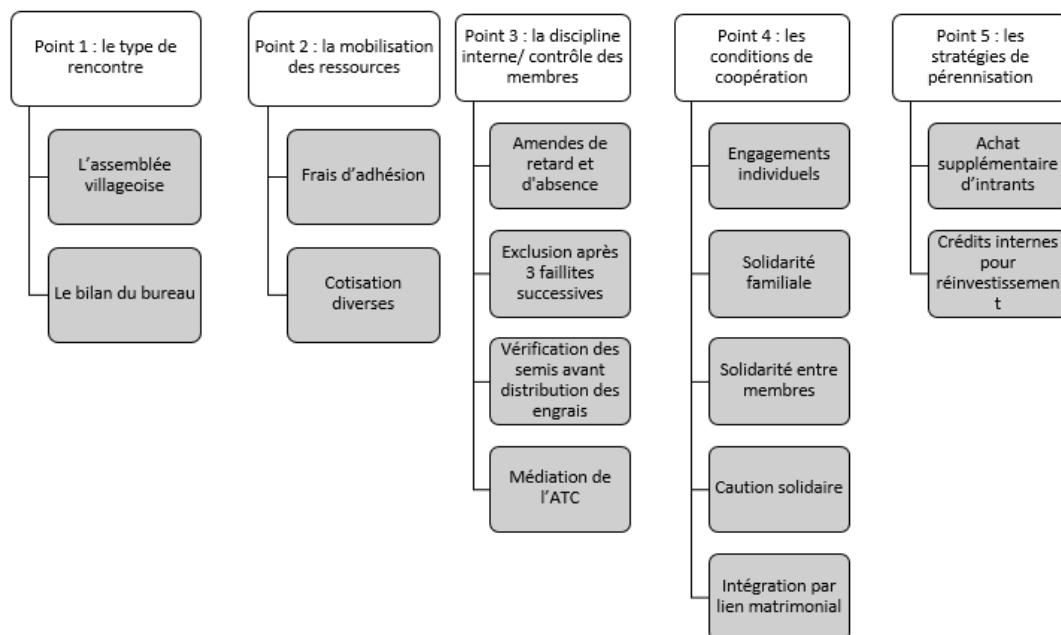 Point 1 : le type de
rencontre
L'assemblée
villageoise
Le bilan du bureau
Point 2 : la mobilisation
des ressources
Frais d'adhésion
Cotisation
diverses
Point 3 : la discipline
interne/ contrôle des
membres
Amendes de
retard et
d'absence
Exclusion après
3 faillites
successives
Vérification des
semis avant
distribution des
engrais
Médiation de
l'ATC
Point 4 : les
conditions de
coopération
Engagements
individuels
Solidarité
familiale
Solidarité entre
membres
Caution solidaire
Intégration par
lien matrimonial
Point 5 : les
stratégies de
pérennisation
Achat
supplémentaire
d'intrants
Crédits internes
pour
réinvestissemen
t